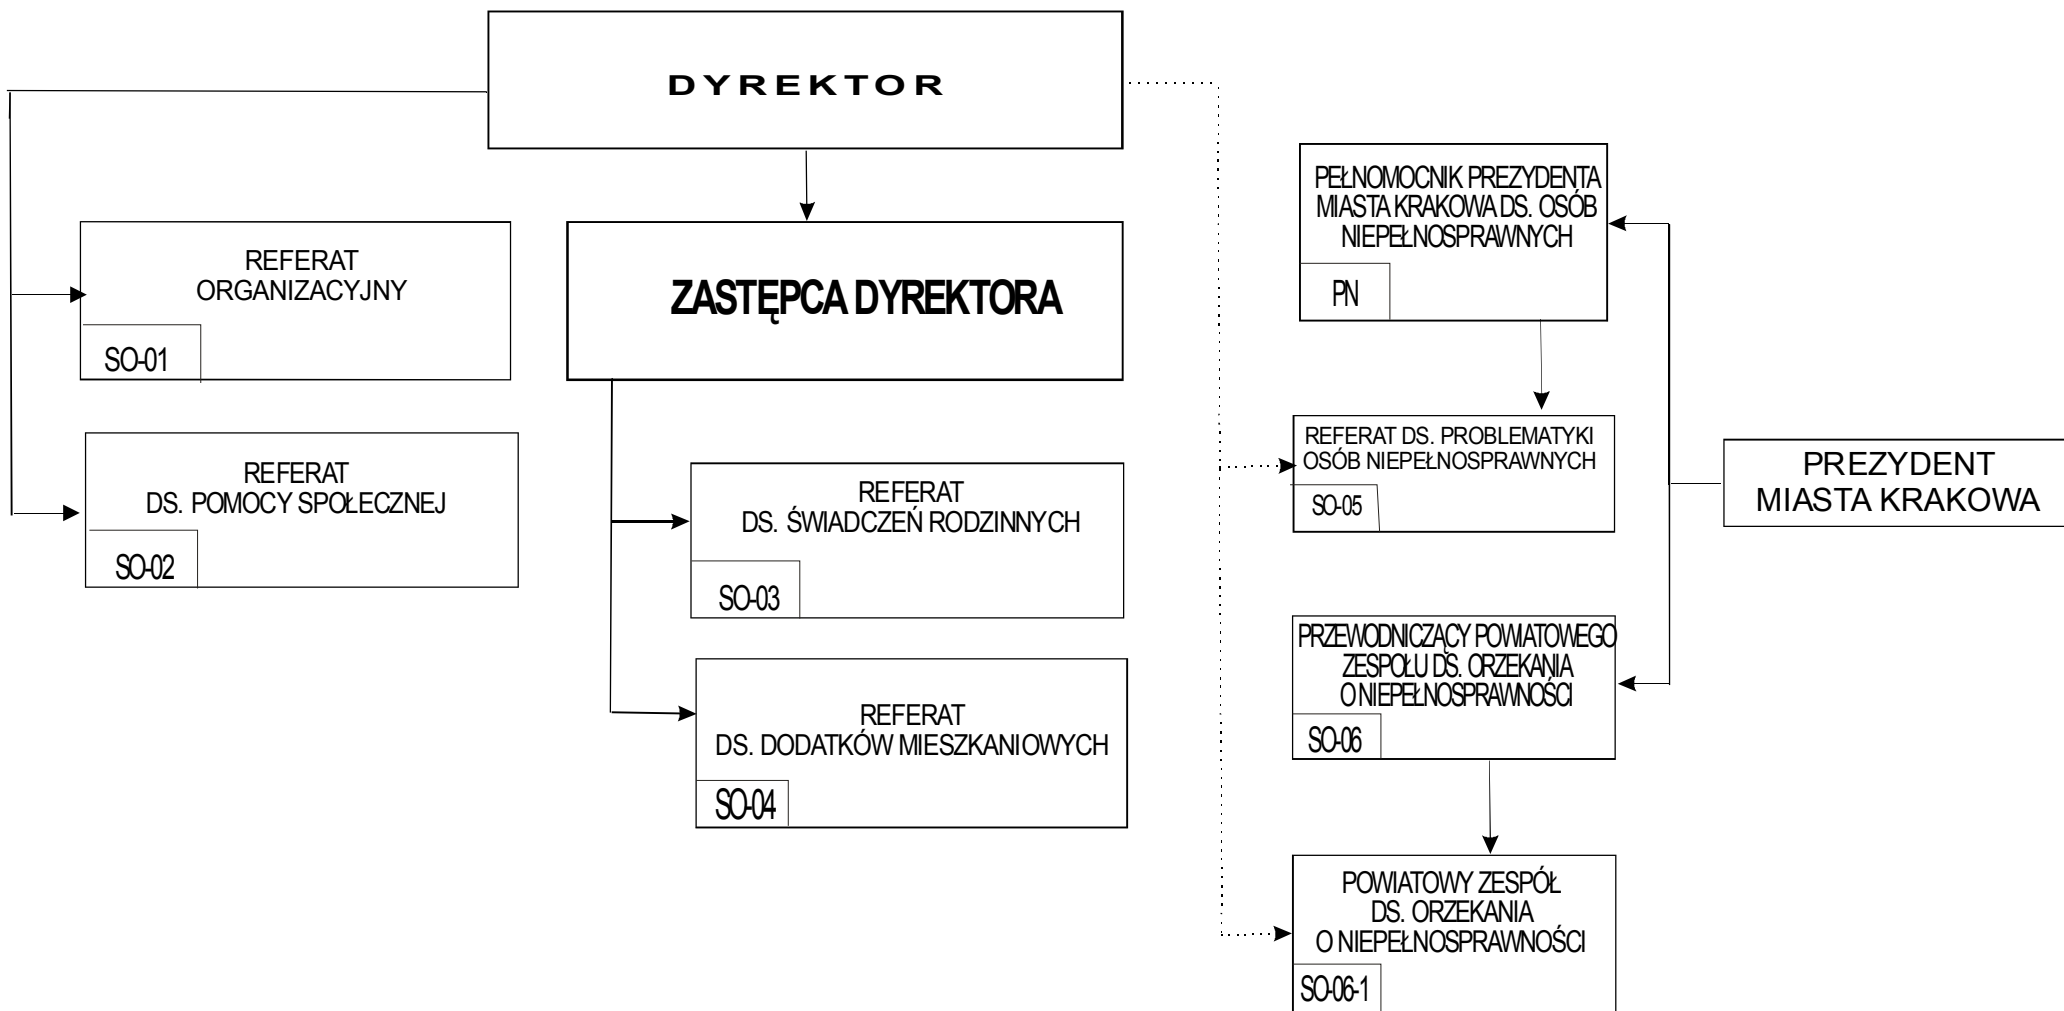 DYREKTOR
REFERAT
ORGANIZACYJNY
SO-01
REFERAT
DS. POMOCY SPOŁECZNEJ
SO-02
ZASTĘPCA DYREKTORA
REFERAT
DS. ŚWIADCZEŃ RODZINNYCH
SO-03
REFERAT
DS. DODATKÓW MIESZKANIOWYCH
SO-04
PEŁNOMOCNIK PREZYDENTA
MIASTA KRAKOWA DS. OSÓB
NIEPEŁNOSPRAWNYCH
PN
REFERAT DS. PROBLEMATYKI
OSÓB NIEPEŁNOSPRAWNYCH
SO-05
PRZEWODNICZĄCY POWIATOWEGO
ZESPOŁU DS. ORZEKANIA
O NIEPEŁNOSPRAWNOŚCI
SO-06
POWIATOWY ZESPÓŁ
DS. ORZEKANIA
O NIEPEŁNOSPRAWNOŚCI
SO-06-1
PREZYDENT
MIASTA KRAKOWA